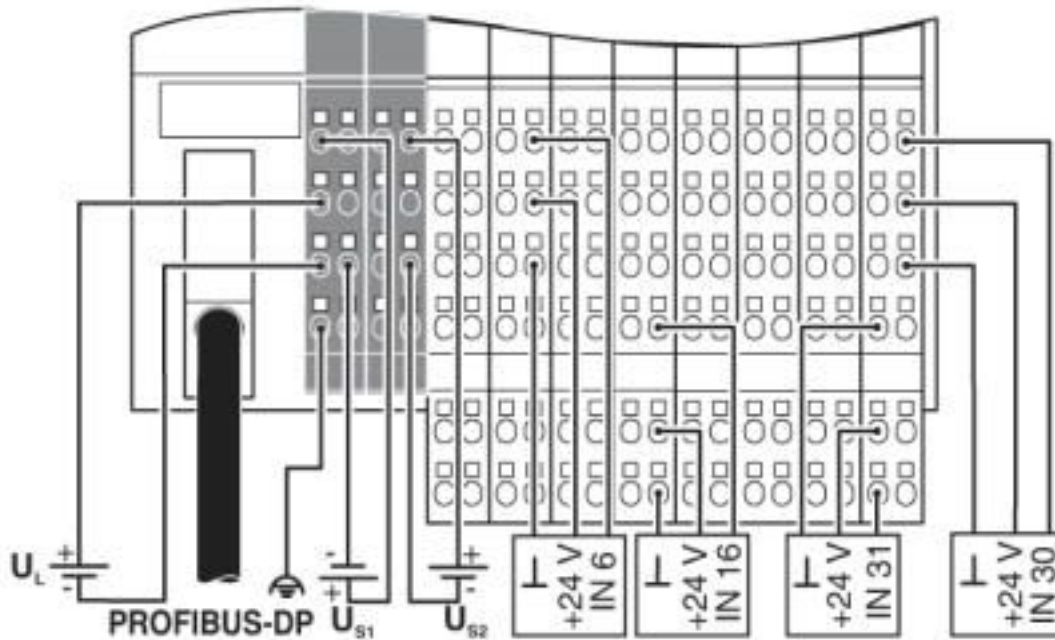 U_L
+
-
PROFIBUS-DP
-
+
U_S1
+
-
U_S2
+24 V
IN 6
+24 V
IN 16
+24 V
IN 31
+24 V
IN 30